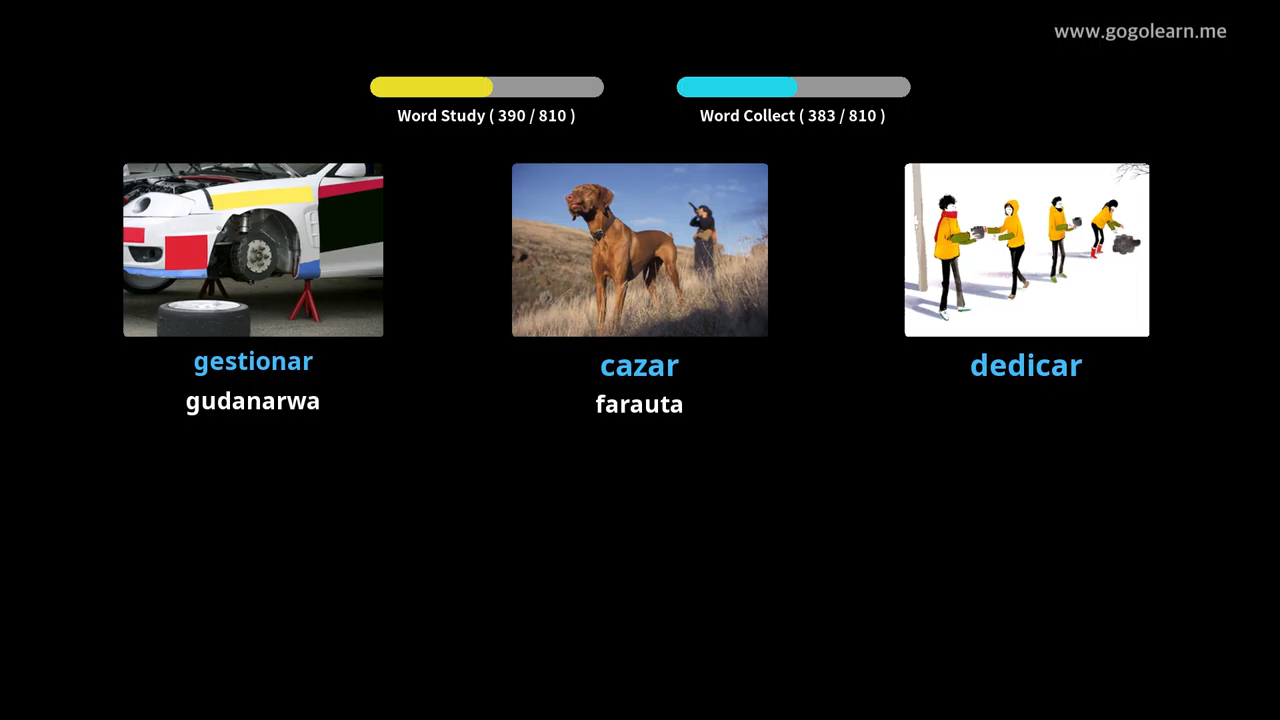 www.gogolearn.me
Word Study ( 390 / 810 )
Word Collect ( 383 / 810 )
gestionar
cazar
dedicar
gudanarwa
farauta